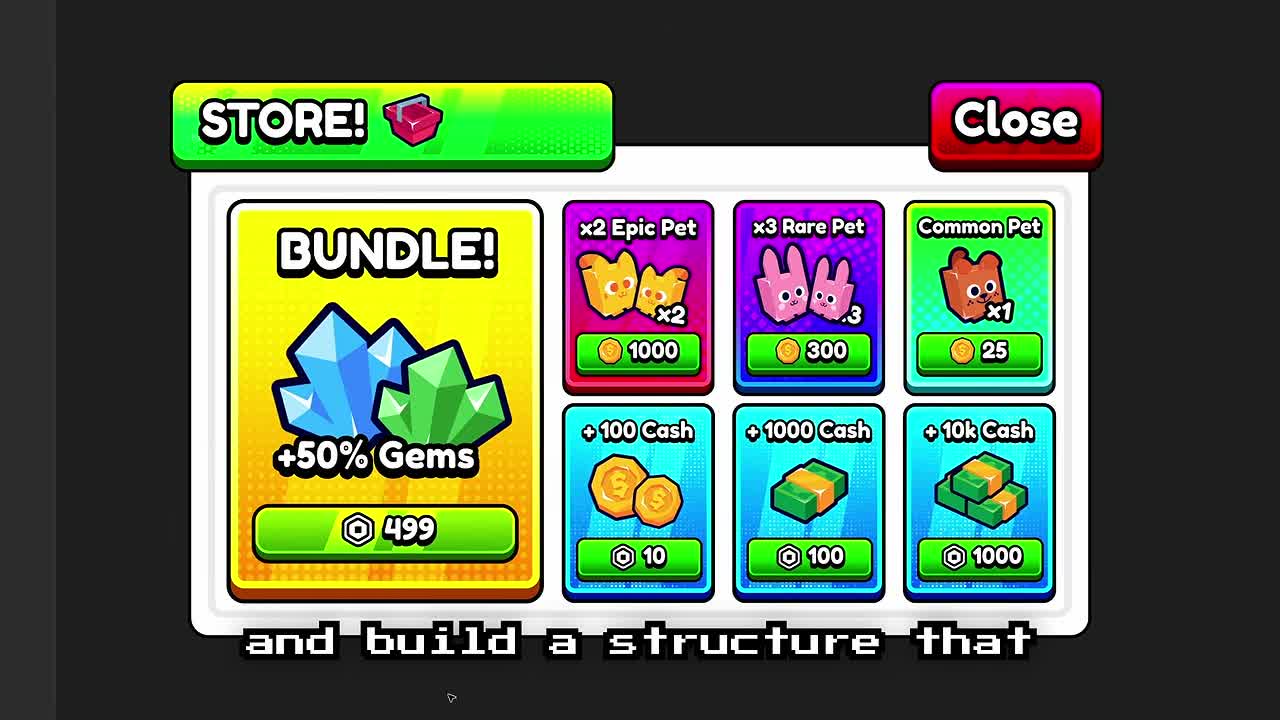 STORE!
Close
BUNDLE!
+50% Gems
499
x2 Epic Pet
x2
1000
x3 Rare Pet
.3
300
Common Pet
x1
25
+ 100 Cash
10
+ 1000 Cash
100
+ 10k Cash
1000
and build a structure that